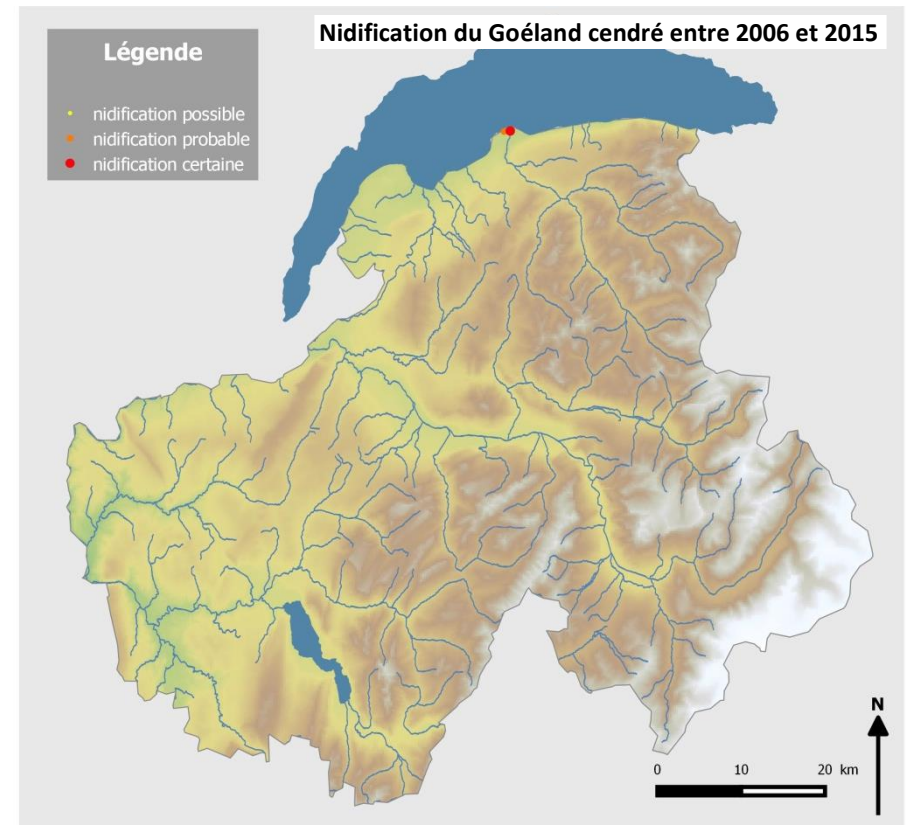 Nidification du Goéland cendré entre 2006 et 2015
Légende
nidification possible
nidification probable
nidification certaine
N
0 10 20 km